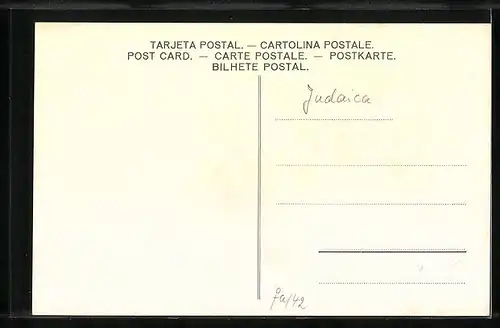 TARJETA POSTAL. — CARTOLINA POSTALE.
POST CARD. — CARTE POSTALE. — POSTKARTE.
BILHETE POSTAL.
Judaica